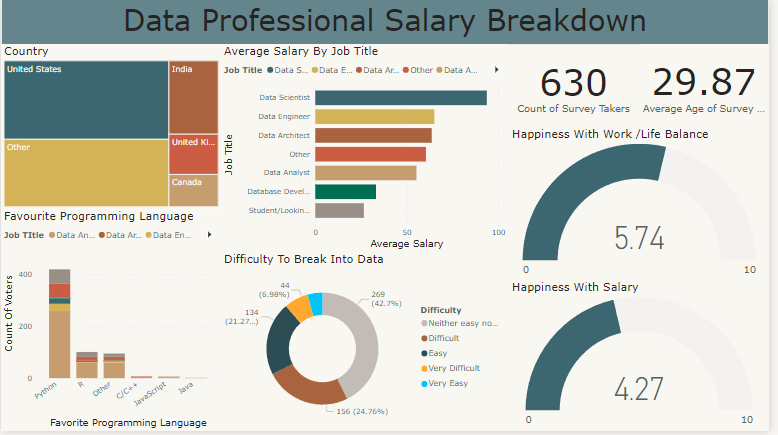 Data Professional Salary Breakdown
Country
United States
India
Other
United Ki...
Canada
Average Salary By Job Title
Job Title Data S... Data E... Data Ar... Other Data A...
Job Title
Data Scientist
Data Engineer
Data Architect
Other
Data Analyst
Database Devel...
Student/Lookin...
0 50 100
Average Salary
630
Count of Survey Takers
29.87
Average Age of Survey ...
Happiness With Work /Life Balance
5.74
0 10
Favourite Programming Language
Job TItle Data An... Data Ar... Data En...
Count Of Voters
400
200
0
Python R Other C/C++ JavaScript Java
Favorite Programming Language
Difficulty To Break Into Data
44
(6.98%)
269
(42.7%)
134
(21.27...)
156 (24.76%)
Difficulty
Neither easy no...
Difficult
Easy
Very Difficult
Very Easy
Happiness With Salary
4.27
0 10